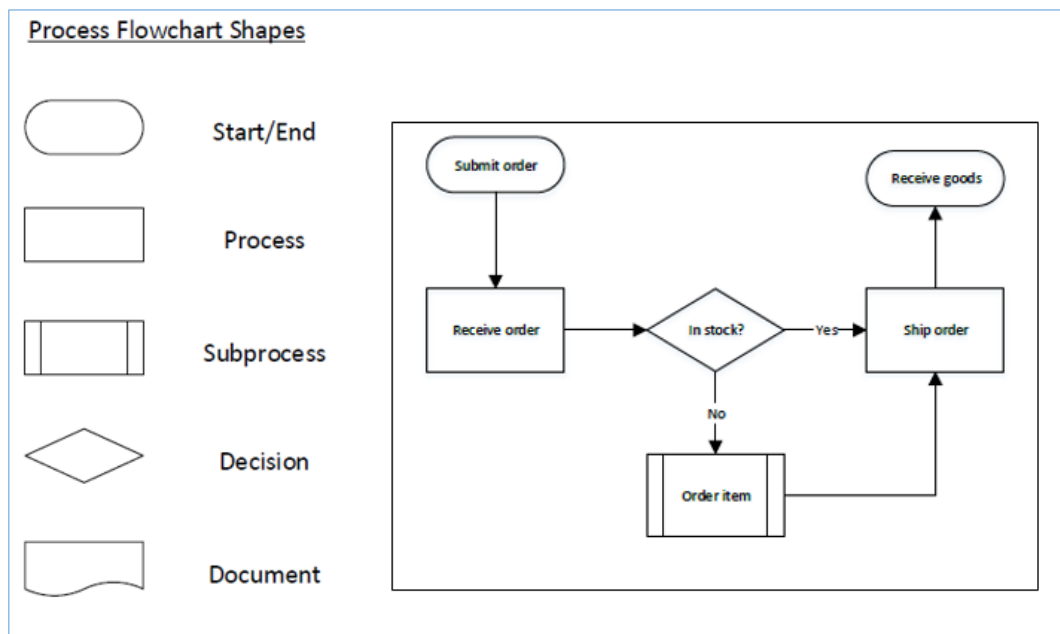 Process Flowchart Shapes
Start/End
Process
Subprocess
Decision
Document
Submit order
Receive goods
Receive order
In stock?
Yes
Ship order
No
Order item